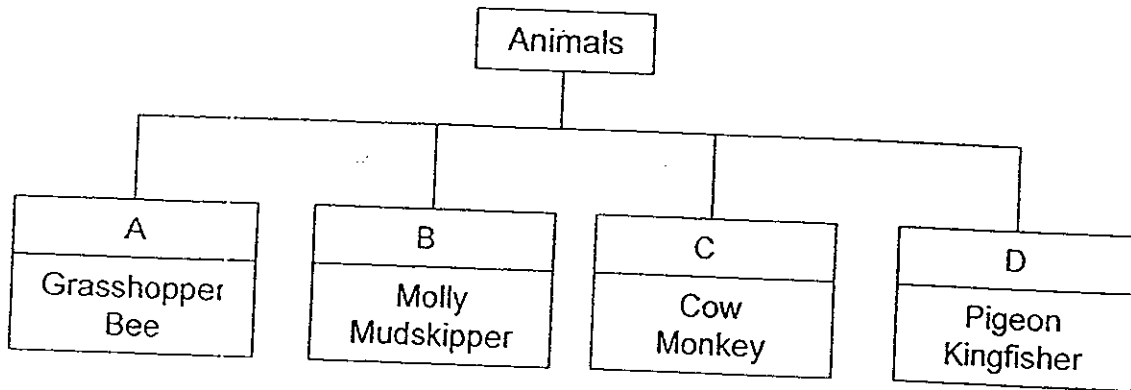 Animals
A
Grasshopper
Bee
B
Molly
Mudskipper
C
Cow
Monkey
D
Pigeon
Kingfisher